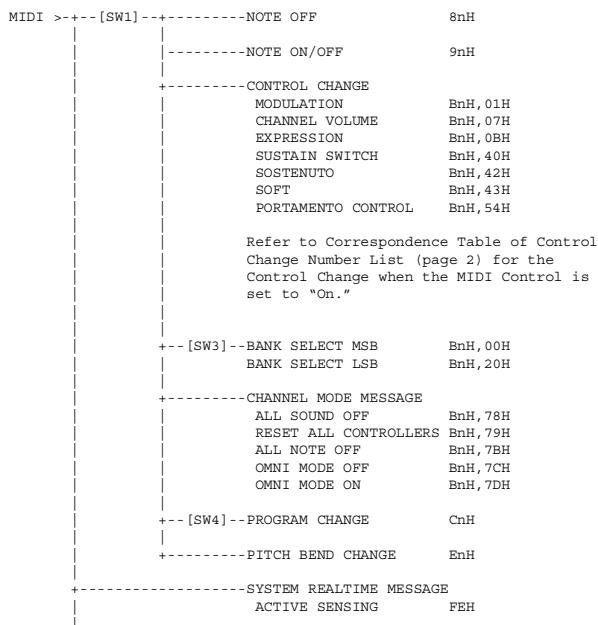 MIDI >-+--[SW1]--+---------NOTE OFF 8nH
|---------NOTE ON/OFF 9nH
+---------CONTROL CHANGE
MODULATION BnH,01H
CHANNEL VOLUME BnH,07H
EXPRESSION BnH,0BH
SUSTAIN SWITCH BnH,40H
SOSTENUTO BnH,42H
SOFT BnH,43H
PORTAMENTO CONTROL BnH,54H
Refer to Correspondence Table of Control
Change Number List (page 2) for the
Control Change when the MIDI Control is
set to “On.”
+--[SW3]--BANK SELECT MSB BnH,00H
BANK SELECT LSB BnH,20H
+---------CHANNEL MODE MESSAGE
ALL SOUND OFF BnH,78H
RESET ALL CONTROLLERS BnH,79H
ALL NOTE OFF BnH,7BH
OMNI MODE OFF BnH,7CH
OMNI MODE ON BnH,7DH
+--[SW4]--PROGRAM CHANGE CnH
+---------PITCH BEND CHANGE EnH
+-------------------SYSTEM REALTIME MESSAGE
ACTIVE SENSING FEH